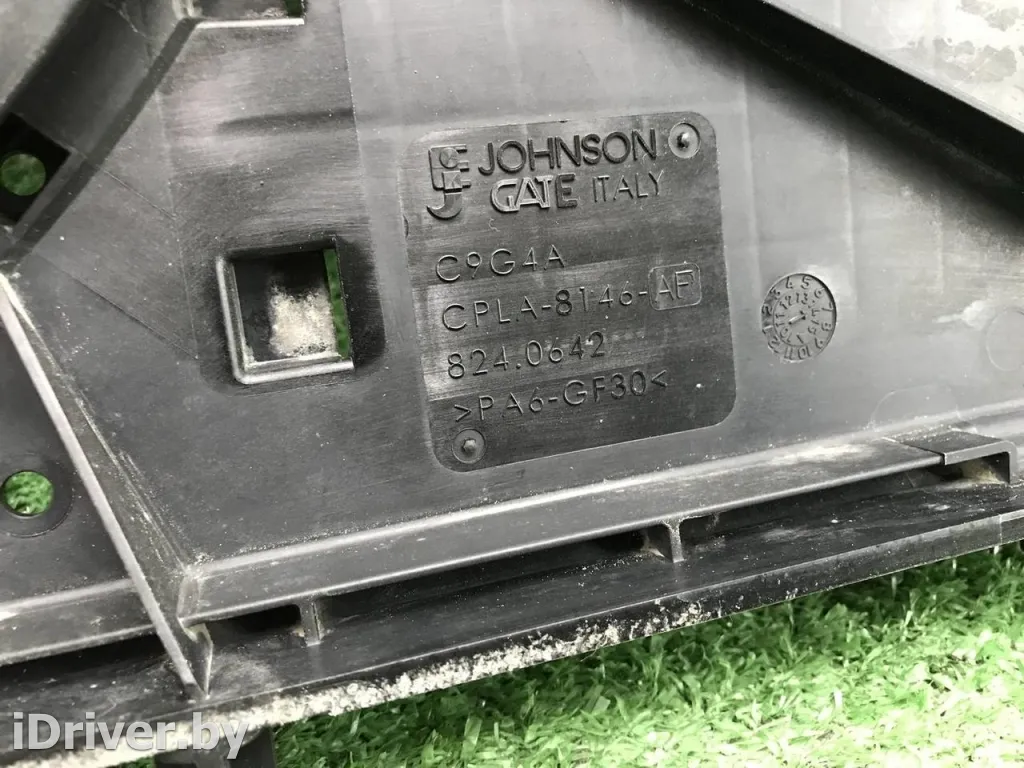 JOHNSON
GATE ITALY
C9G4A
CPLA-8146-AF
824.0642
>PA6-GF30<
iDriver.by